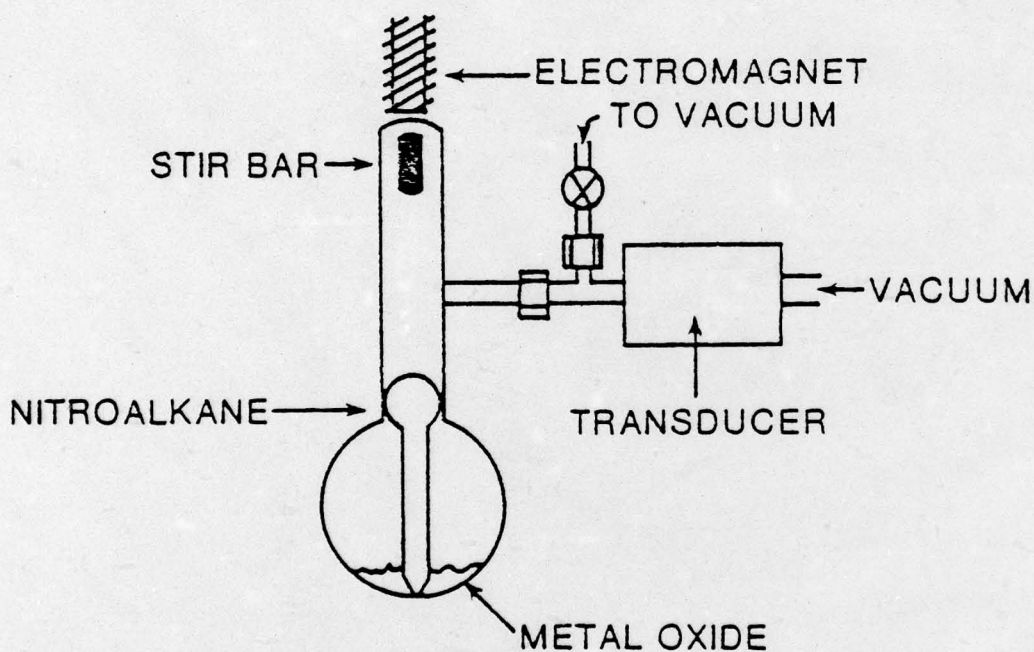 ELECTROMAGNET
TO VACUUM
STIR BAR
VACUUM
NITROALKANE
TRANSDUCER
METAL OXIDE